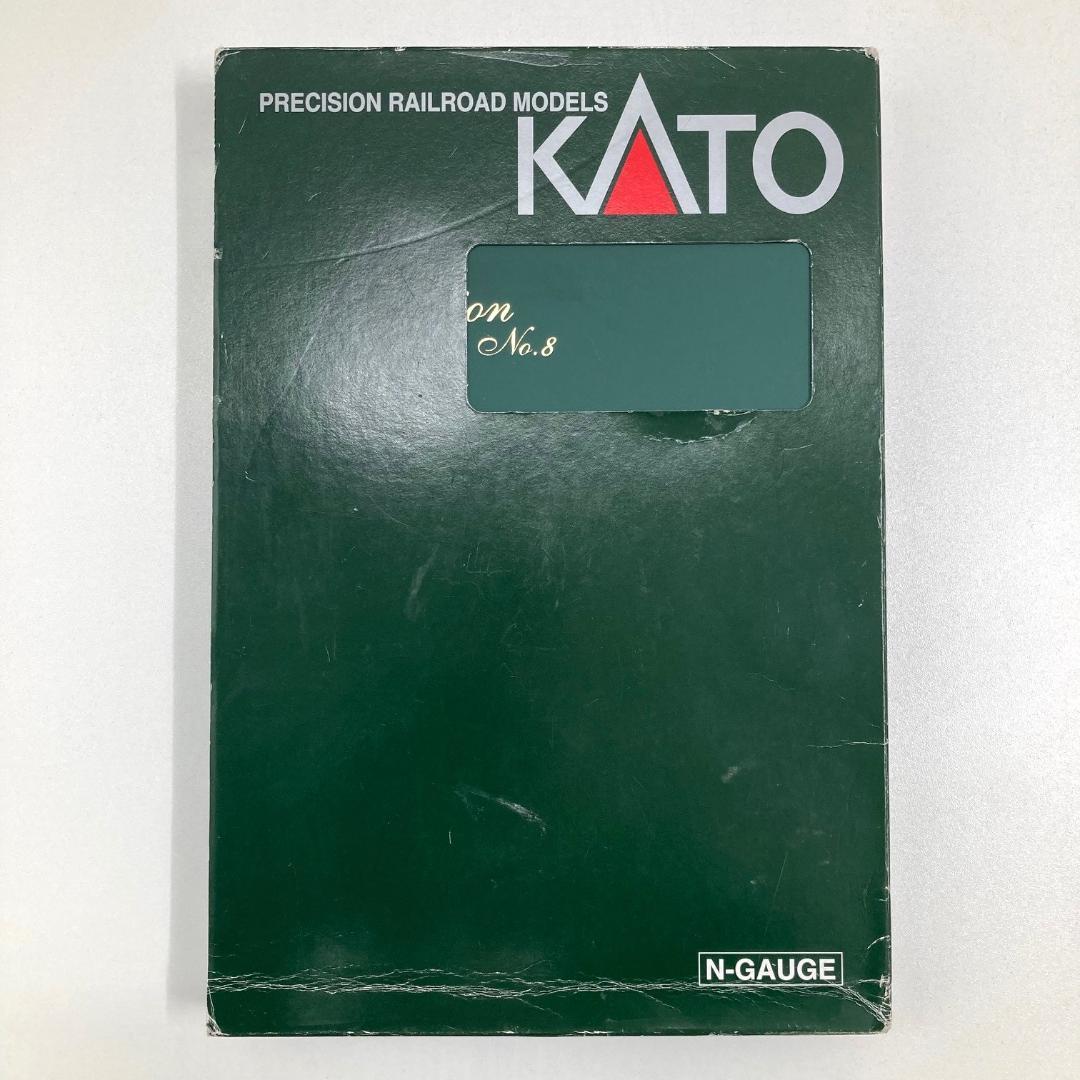 PRECISION RAILROAD MODELS
KATO
on
No.8
N-GAUGE